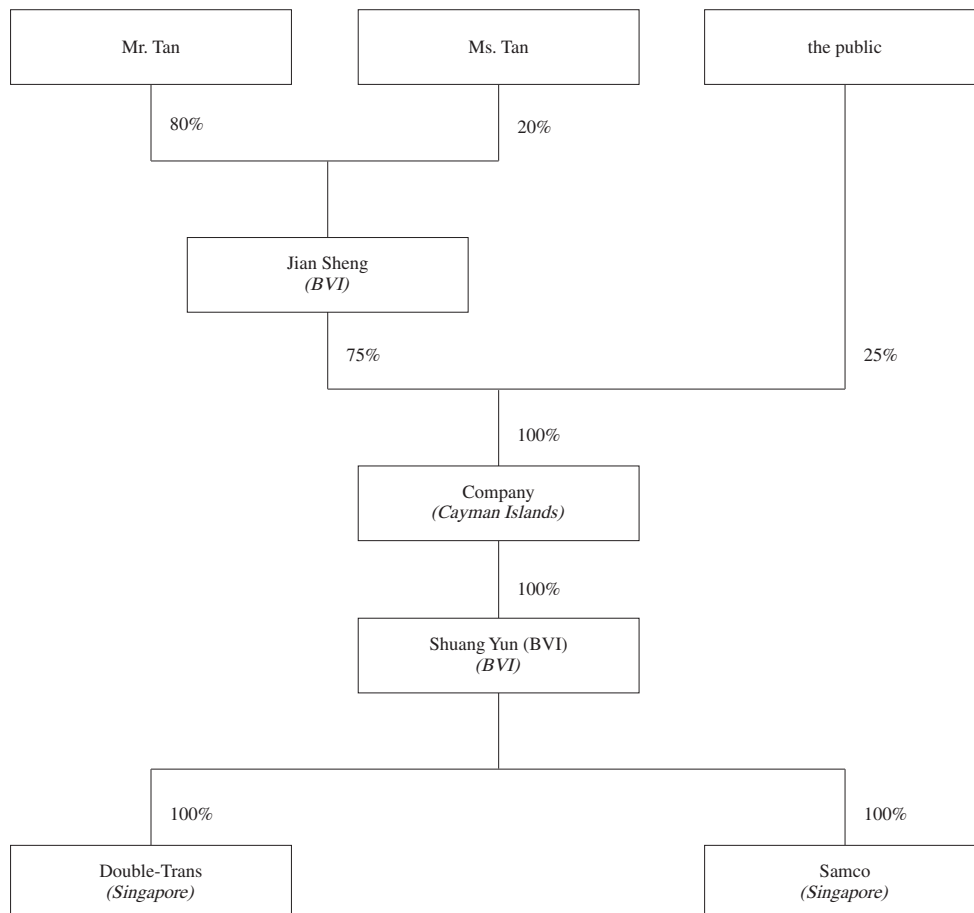 Mr. Tan
Ms. Tan
the public
80%
20%
Jian Sheng
(BVI)
75%
25%
100%
Company
(Cayman Islands)
100%
Shuang Yun (BVI)
(BVI)
100%
100%
Double-Trans
(Singapore)
Samco
(Singapore)